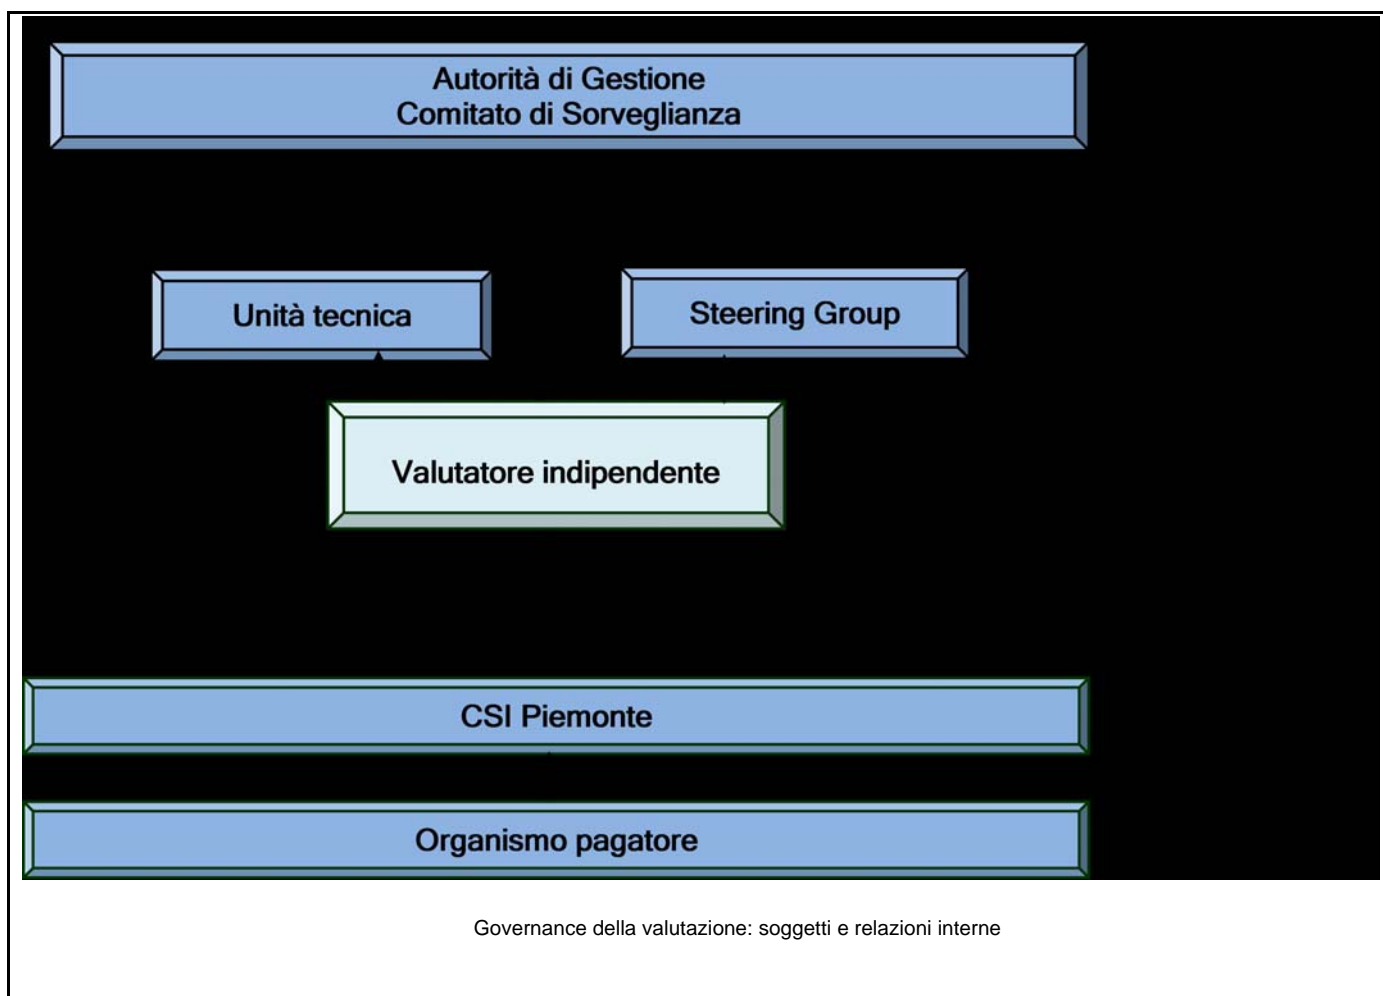 Autorità di Gestione
Comitato di Sorveglianza
Unità tecnica
Steering Group
Valutatore indipendente
CSI Piemonte
Organismo pagatore
Governance della valutazione: soggetti e relazioni interne